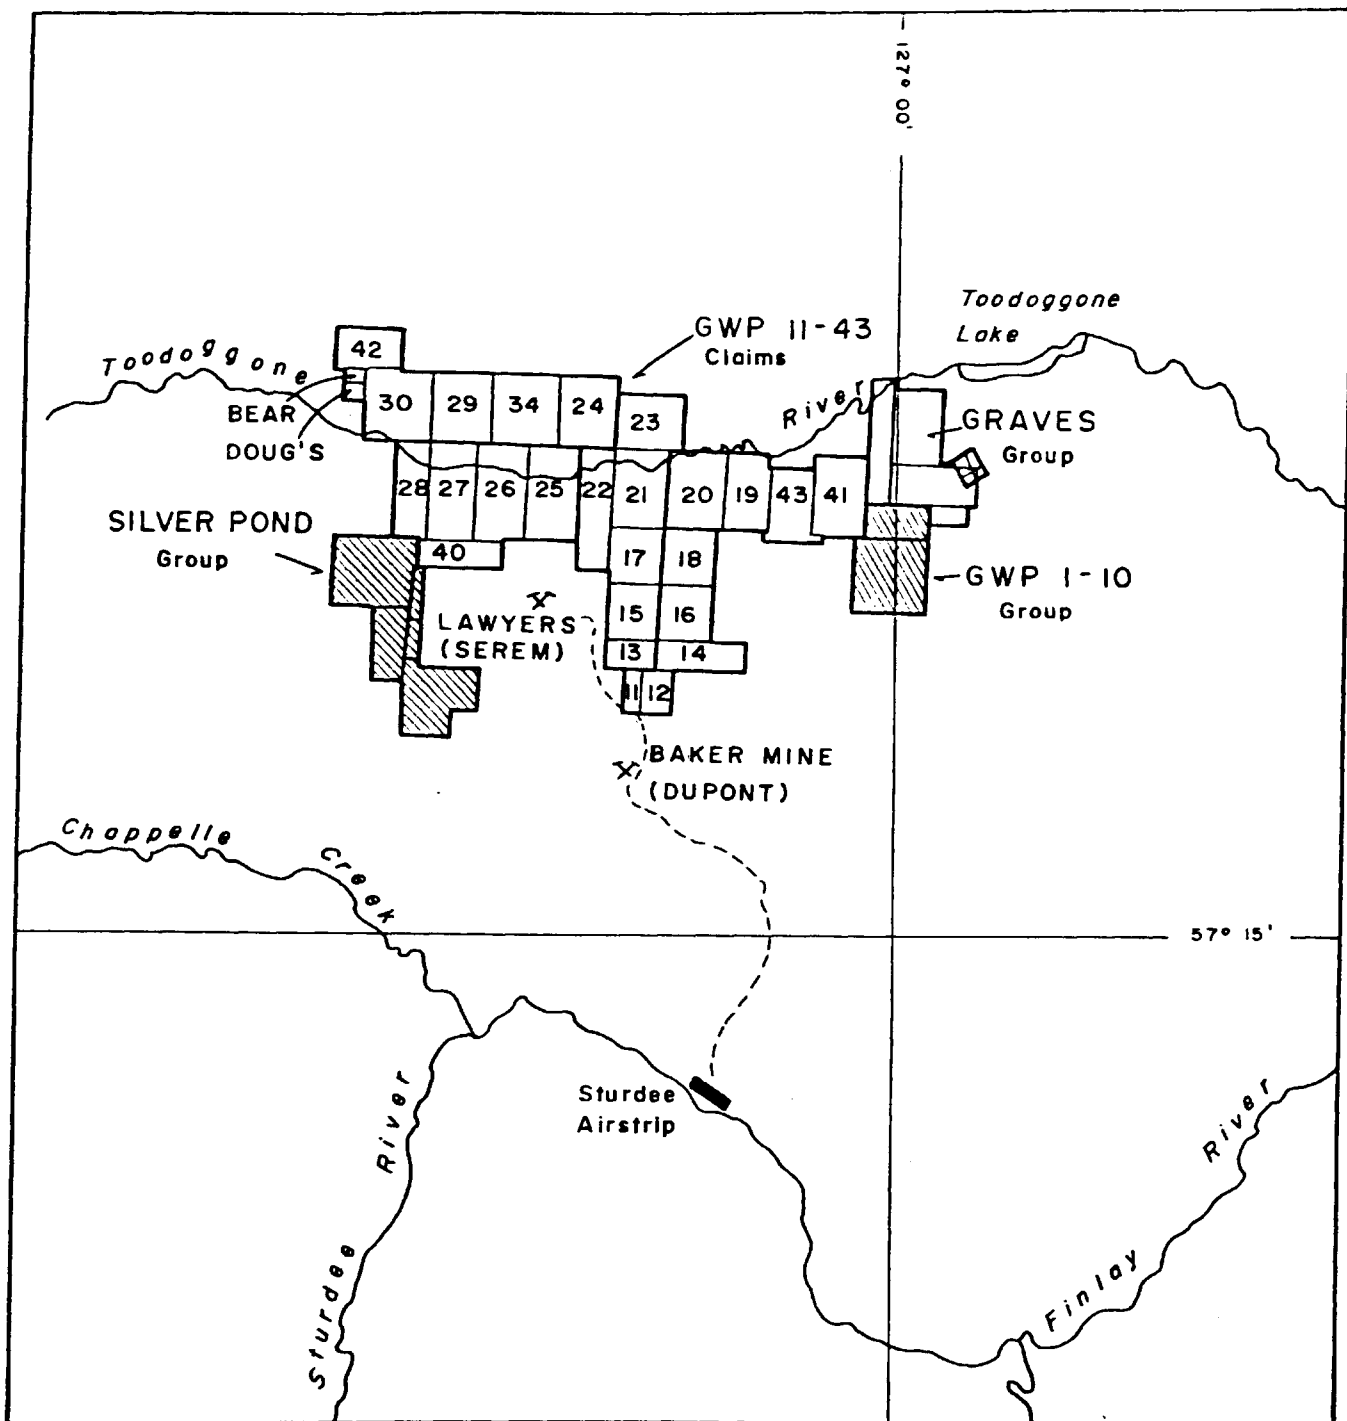 127° 00'
Toodoggone
Lake
GWP 11-43
Claims
42
Toodoggone
River
BEAR
DOUG'S
30
29
34
24
23
GRAVES
Group
28
27
26
25
22
21
20
19
43
41
SILVER POND
Group
40
17
18
GWP 1-10
Group
LAWYERS
(SEREM)
15
16
13
14
11
12
BAKER MINE
(DUPONT)
Chappelle
Creek
57° 15'
Sturdee
Airstrip
Sturdee River
Finlay River